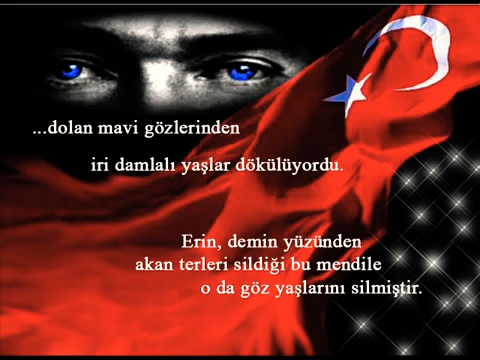 ...dolan mavi gözlerinden
iri damlalı yaşlar dökülüyordu.
Erin, demin yüzünden
akan terleri sildiği bu mendile
o da göz yaşlarını silmiştir.